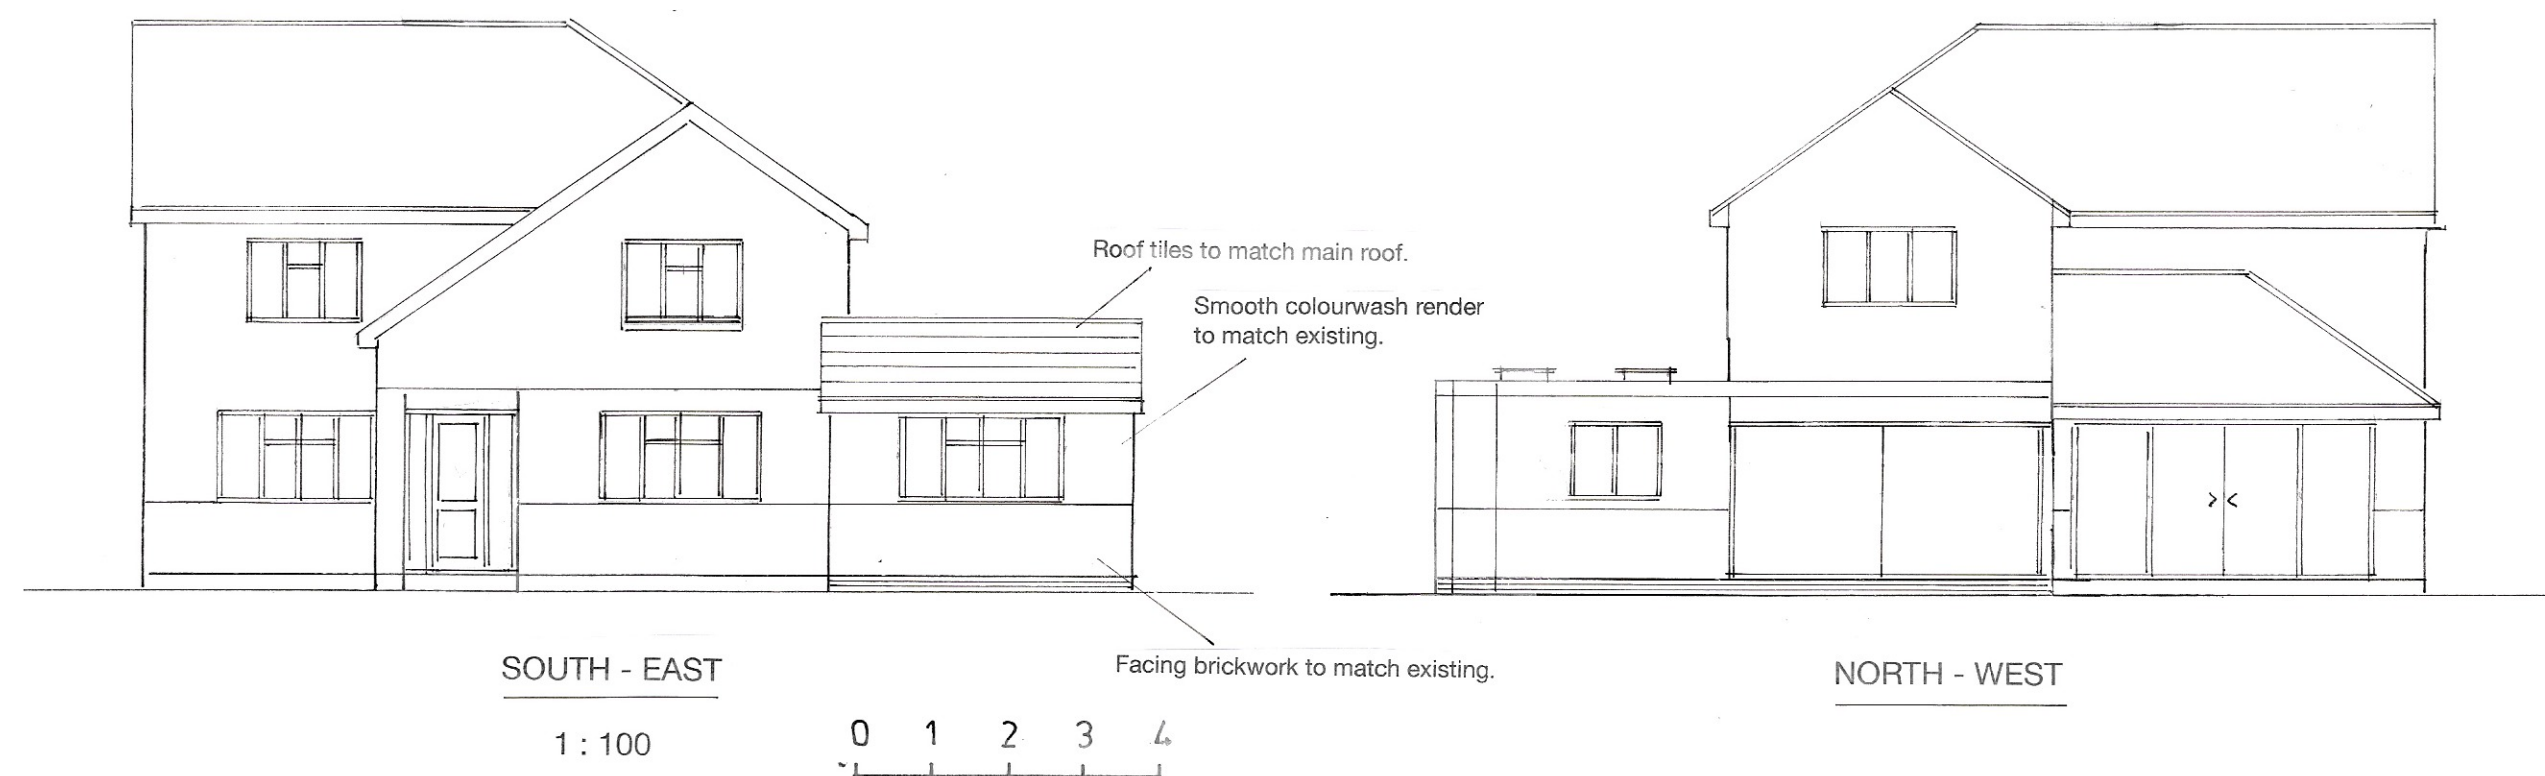 Roof tiles to match main roof.
Smooth colourwash render
to match existing.
Facing brickwork to match existing.
SOUTH - EAST
NORTH - WEST
1 : 100
0 1 2 3 4